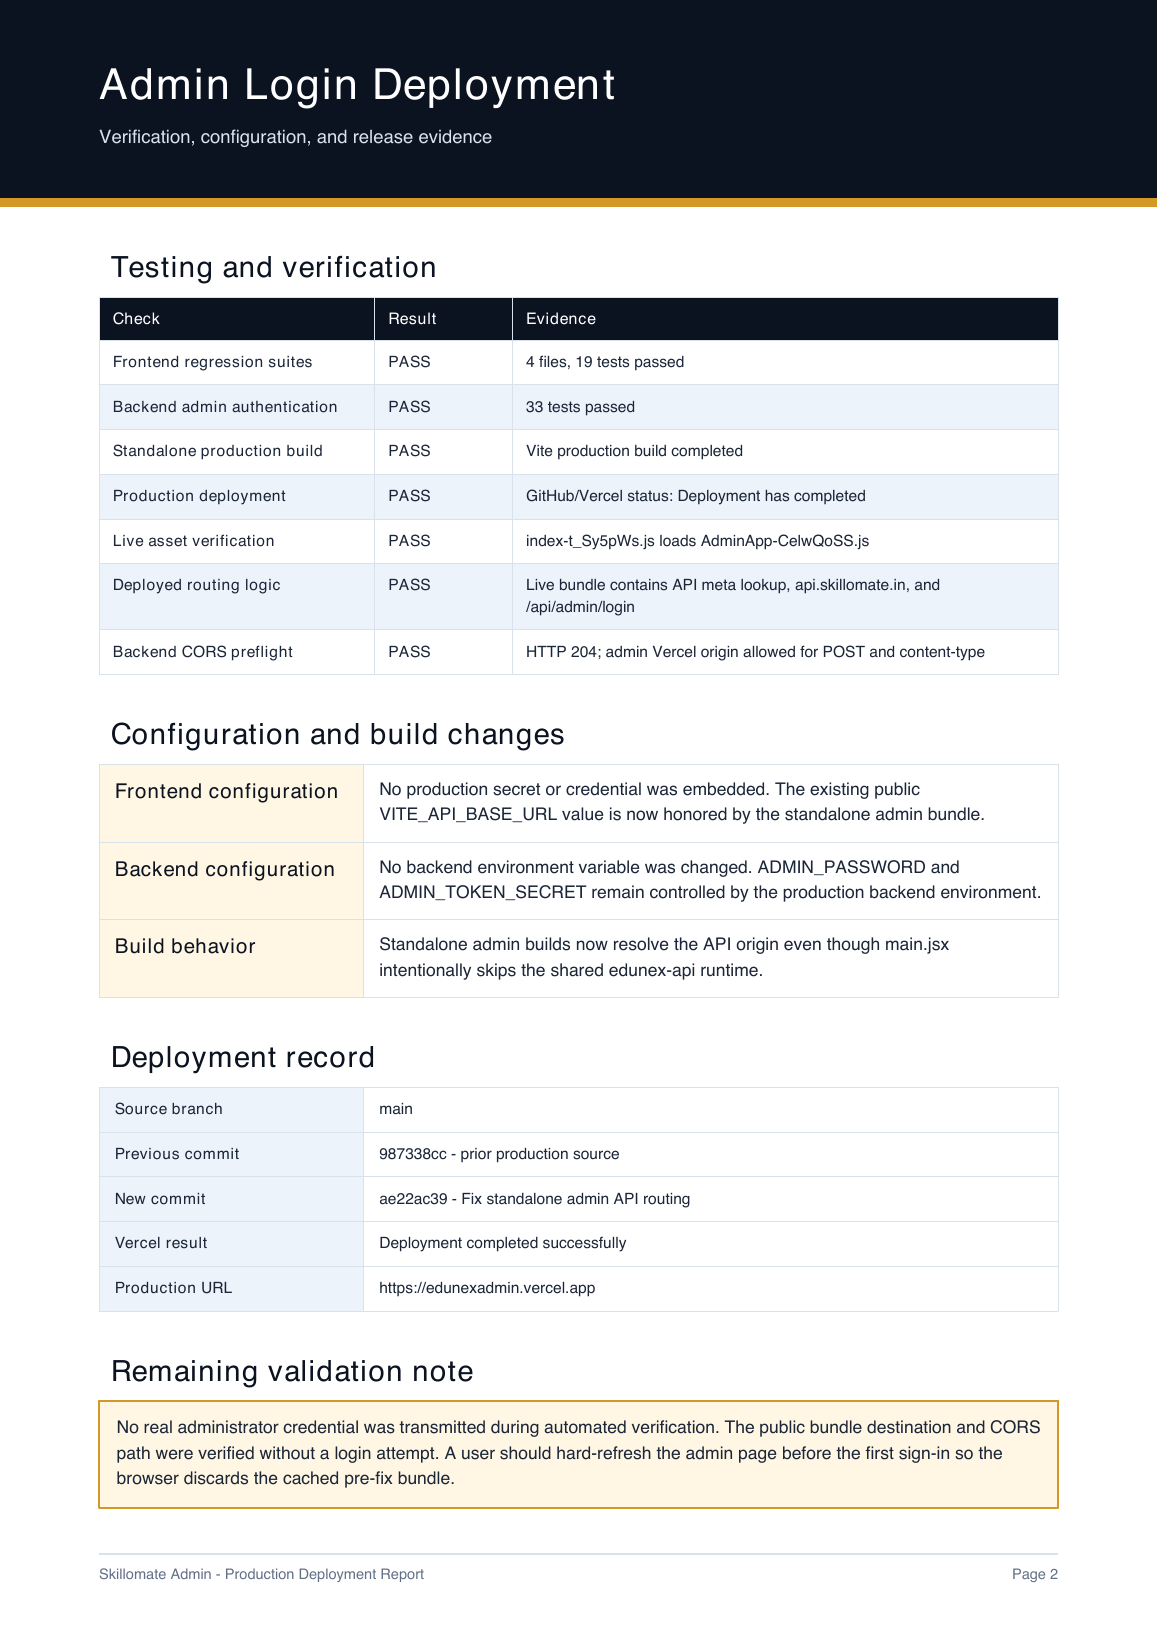 Admin Login Deployment
Verification, configuration, and release evidence
Testing and verification
Check Result Evidence
Frontend regression suites PASS 4 files, 19 tests passed
Backend admin authentication PASS 33 tests passed
Standalone production build PASS Vite production build completed
Production deployment PASS GitHub/Vercel status: Deployment has completed
Live asset verification PASS index-t_Sy5pWs.js loads AdminApp-CelwQoSS.js
Deployed routing logic PASS Live bundle contains API meta lookup, api.skillomate.in, and
/api/admin/login
Backend CORS preflight PASS HTTP 204; admin Vercel origin allowed for POST and content-type
Configuration and build changes
Frontend configuration No production secret or credential was embedded. The existing public
VITE_API_BASE_URL value is now honored by the standalone admin bundle.
Backend configuration No backend environment variable was changed. ADMIN_PASSWORD and
ADMIN_TOKEN_SECRET remain controlled by the production backend environment.
Build behavior Standalone admin builds now resolve the API origin even though main.jsx
intentionally skips the shared edunex-api runtime.
Deployment record
Source branch main
Previous commit 987338cc - prior production source
New commit ae22ac39 - Fix standalone admin API routing
Vercel result Deployment completed successfully
Production URL https://edunexadmin.vercel.app
Remaining validation note
No real administrator credential was transmitted during automated verification. The public bundle destination and CORS
path were verified without a login attempt. A user should hard-refresh the admin page before the first sign-in so the
browser discards the cached pre-fix bundle.
Skillomate Admin - Production Deployment Report Page 2